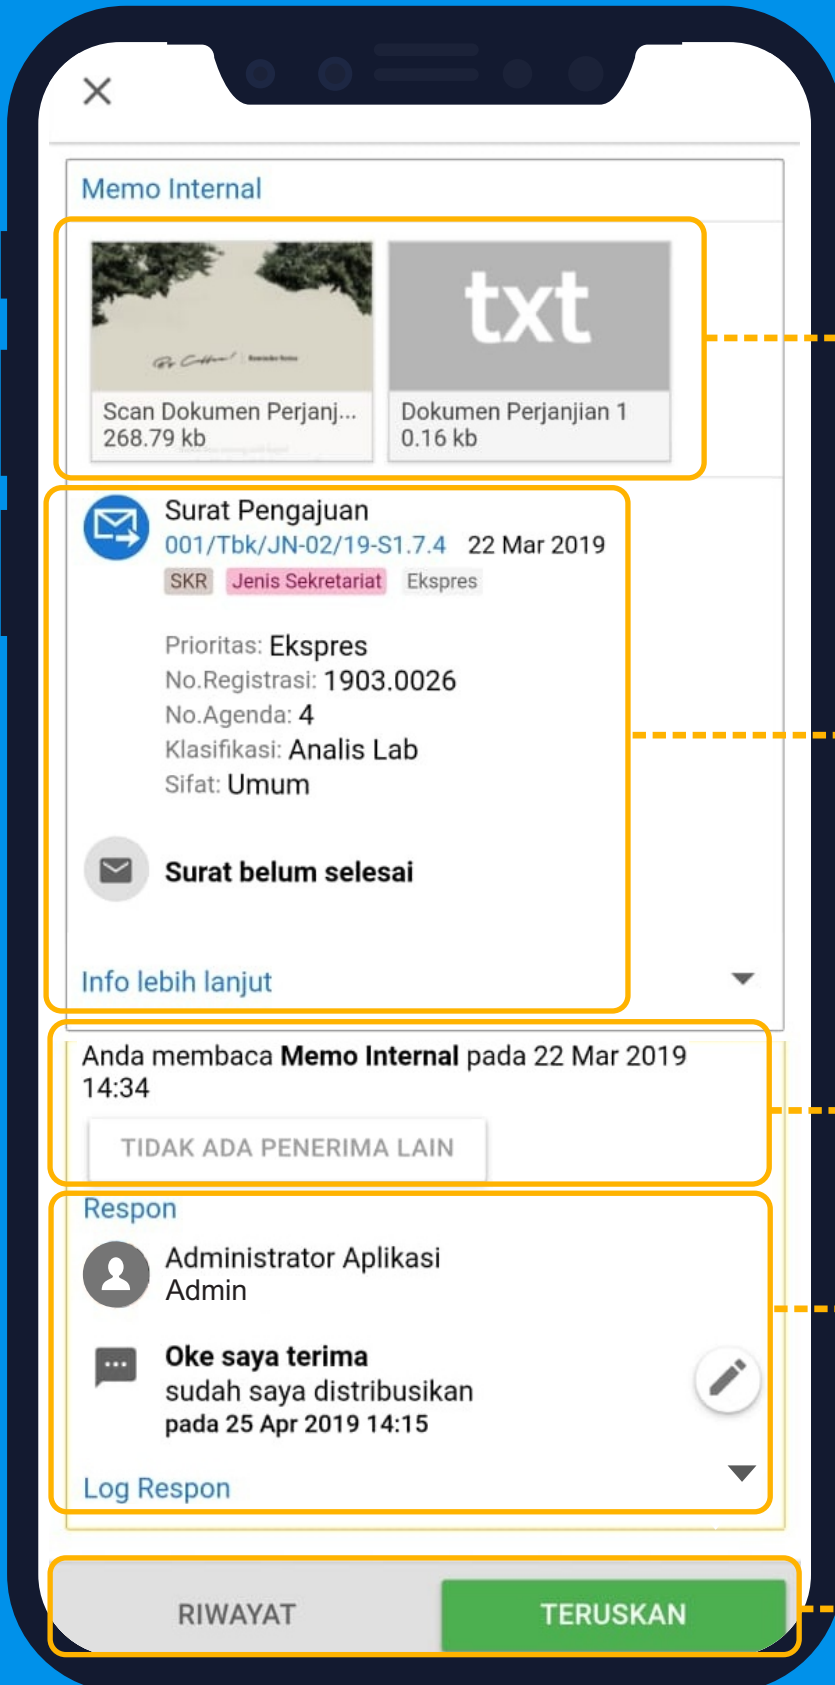 Memo Internal
txt
Scan Dokumen Perjanj...
268.79 kb
Dokumen Perjanjian 1
0.16 kb
Surat Pengajuan
001/Tbk/JN-02/19-S1.7.4 22 Mar 2019
SKR Jenis Sekretariat Ekspres
Prioritas: Ekspres
No.Registrasi: 1903.0026
No.Agenda: 4
Klasifikasi: Analis Lab
Sifat: Umum
Surat belum selesai
Info lebih lanjut
Anda membaca Memo Internal pada 22 Mar 2019
14:34
TIDAK ADA PENERIMA LAIN
Respon
Administrator Aplikasi
Admin
Oke saya terima
sudah saya distribusikan
pada 25 Apr 2019 14:15
Log Respon
RIWAYAT
TERUSKAN